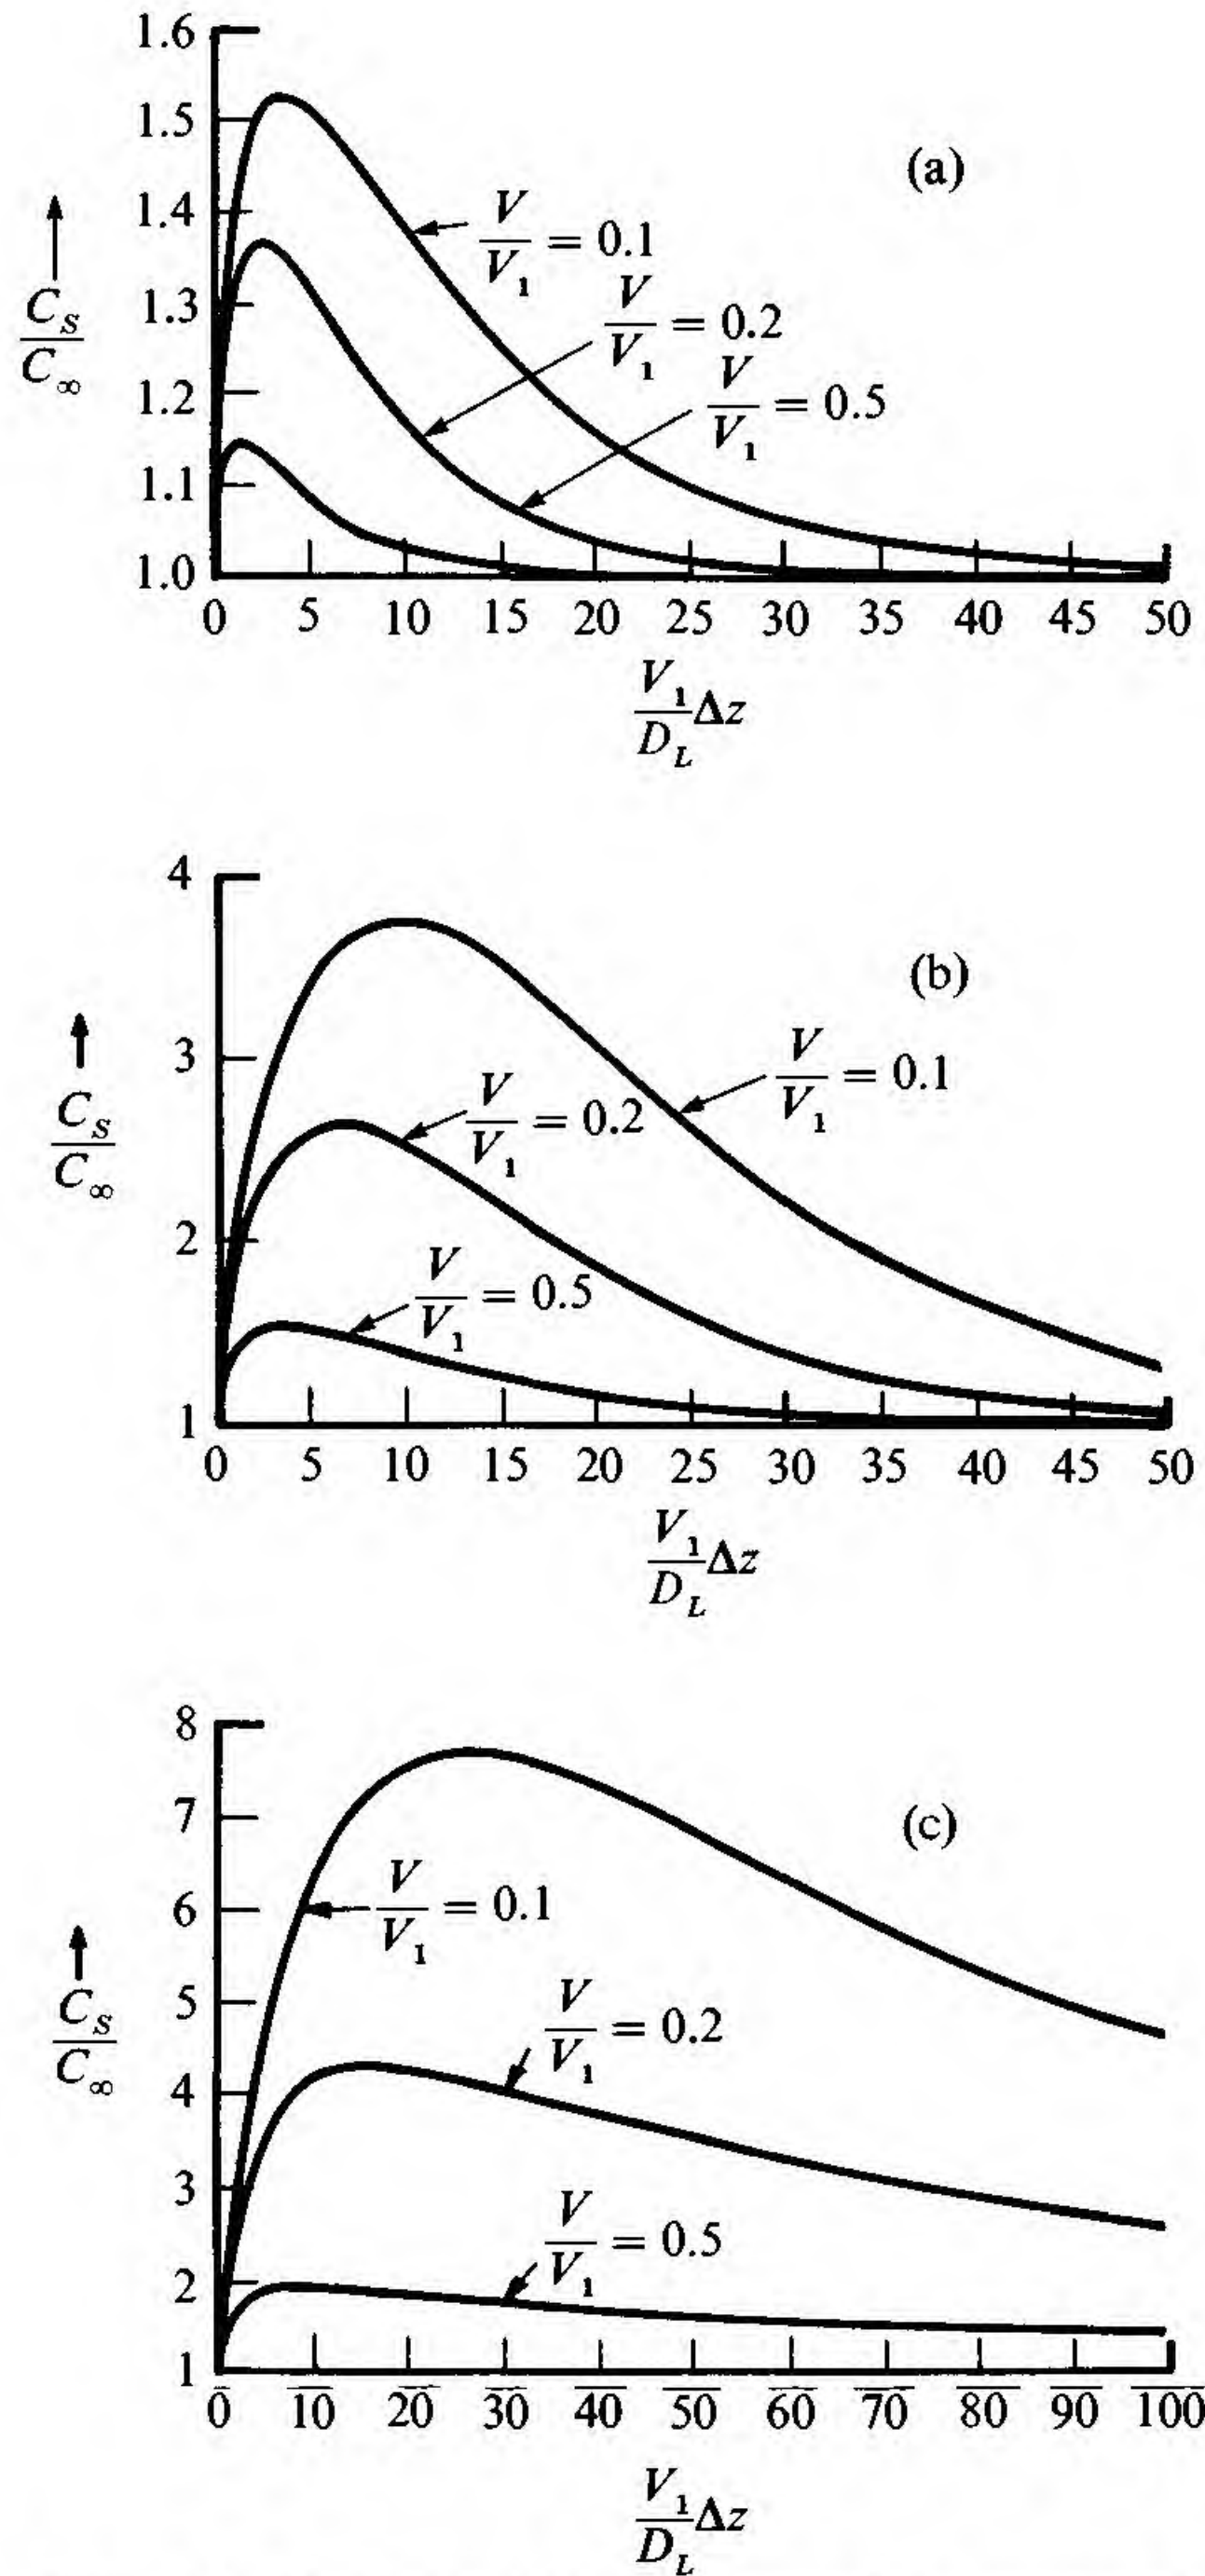 1.6
1.5
1.4
1.3
1.2
1.1
1.0
C_s/C_∞
(a)
V/V_1 = 0.1
V/V_1 = 0.2
V/V_1 = 0.5
0 5 10 15 20 25 30 35 40 45 50
V_1/D_L Δz
4
3
2
1
C_s/C_∞
(b)
V/V_1 = 0.1
V/V_1 = 0.2
V/V_1 = 0.5
0 5 10 15 20 25 30 35 40 45 50
V_1/D_L Δz
8
7
6
5
4
3
2
1
C_s/C_∞
(c)
V/V_1 = 0.1
V/V_1 = 0.2
V/V_1 = 0.5
0 10 20 30 40 50 60 70 80 90 100
V_1/D_L Δz